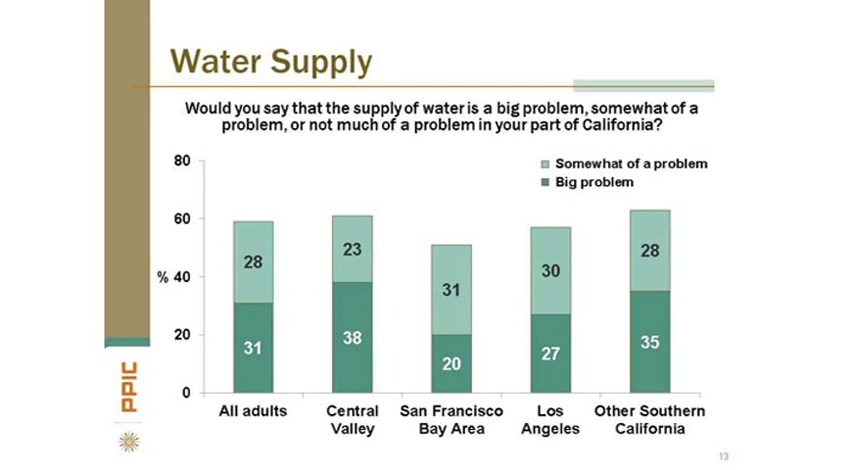 Water Supply
Would you say that the supply of water is a big problem, somewhat of a
problem, or not much of a problem in your part of California?
80
Somewhat of a problem
Big problem
60
% 40
20
0
28
23
31
30
28
31
38
20
27
35
All adults
Central
Valley
San Francisco
Bay Area
Los
Angeles
Other Southern
California
PPIC
13